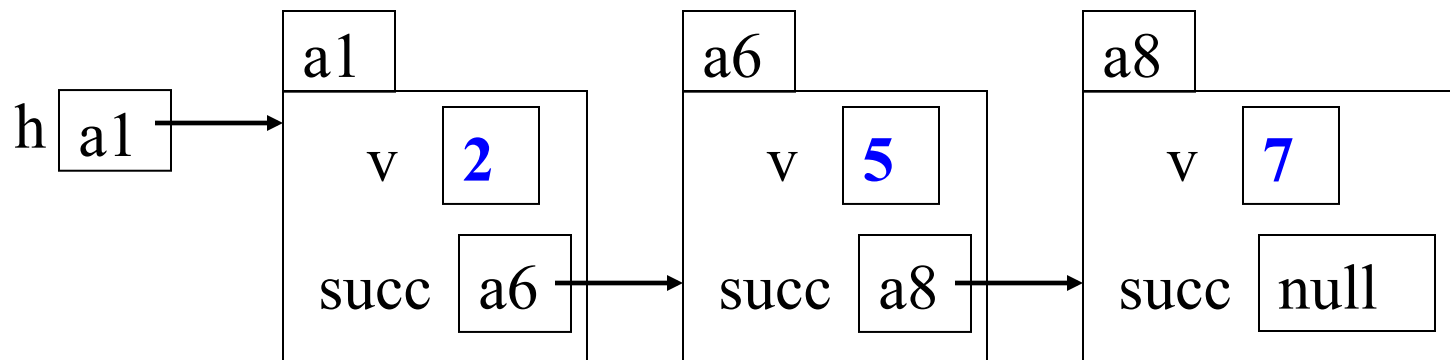 a1 a6 a8
h a1
v 2 v 5 v 7
succ a6 succ a8 succ null